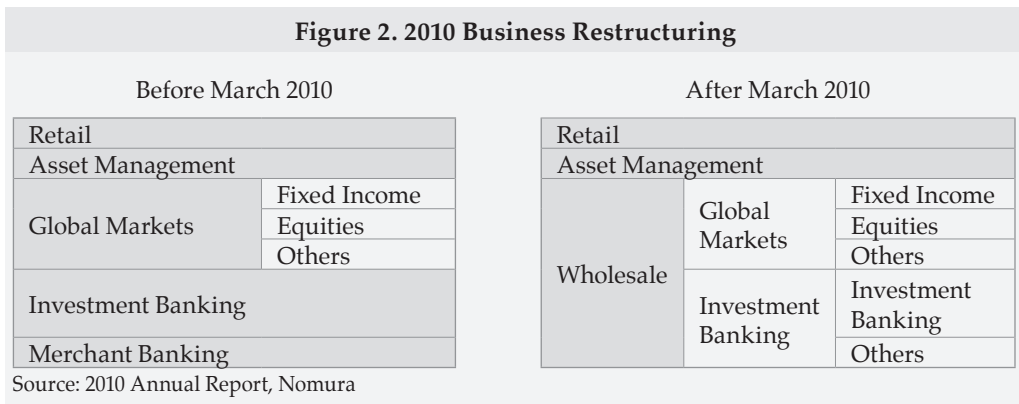 Figure 2. 2010 Business Restructuring
Before March 2010
Retail
Asset Management
Global Markets
Fixed Income
Equities
Others
Investment Banking
Merchant Banking
After March 2010
Retail
Asset Management
Wholesale
Global
Markets
Fixed Income
Equities
Others
Investment
Banking
Investment
Banking
Others
Source: 2010 Annual Report, Nomura